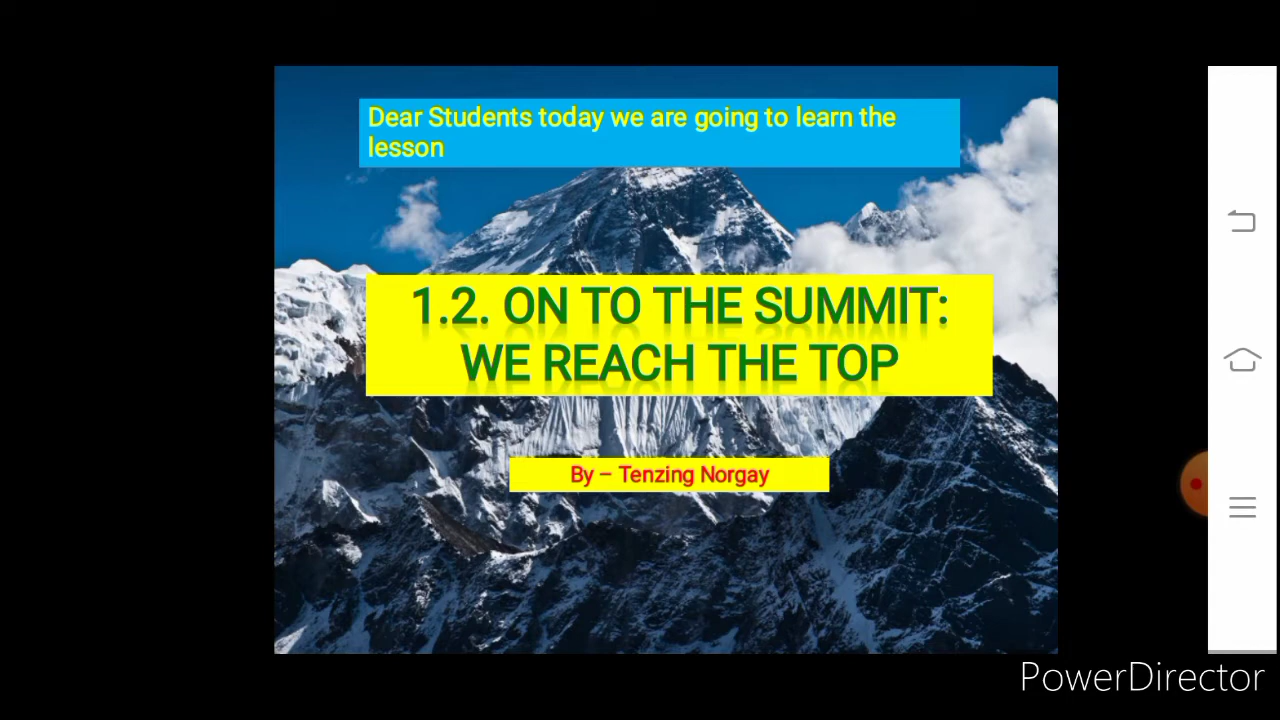 Dear Students today we are going to learn the
lesson
1.2. ON TO THE SUMMIT:
WE REACH THE TOP
By – Tenzing Norgay
PowerDirector